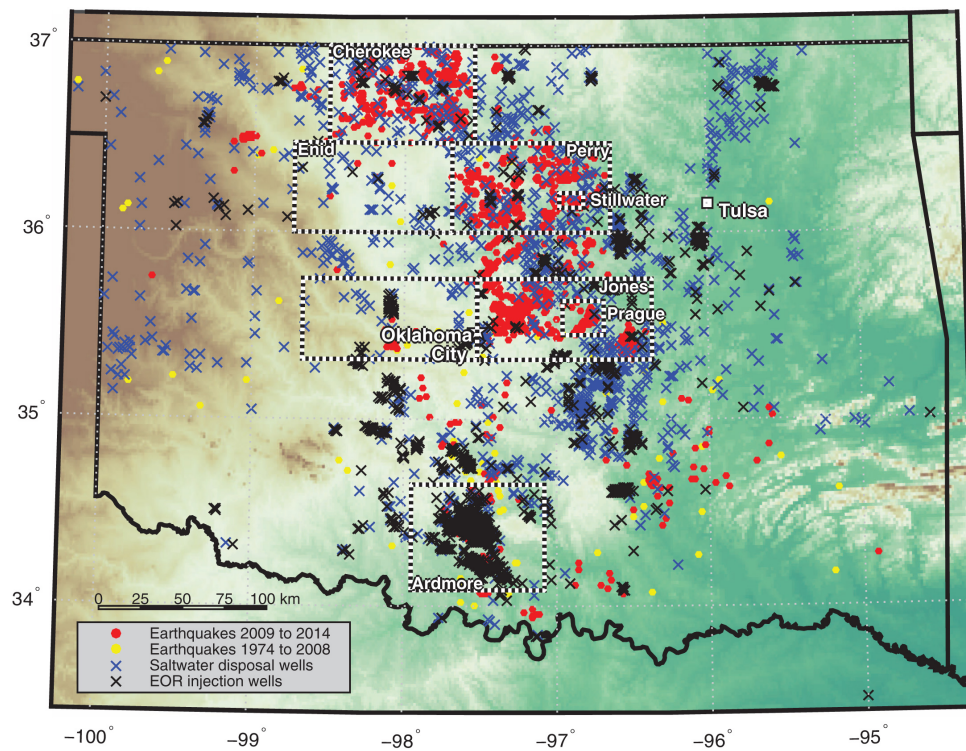 37°
36°
35°
34°
Cherokee
Enid
Perry
Stillwater
Tulsa
Jones
Prague
Oklahoma
City
Ardmore
0 25 50 75 100 km
Earthquakes 2009 to 2014
Earthquakes 1974 to 2008
Saltwater disposal wells
EOR injection wells
−100° −99° −98° −97° −96° −95°